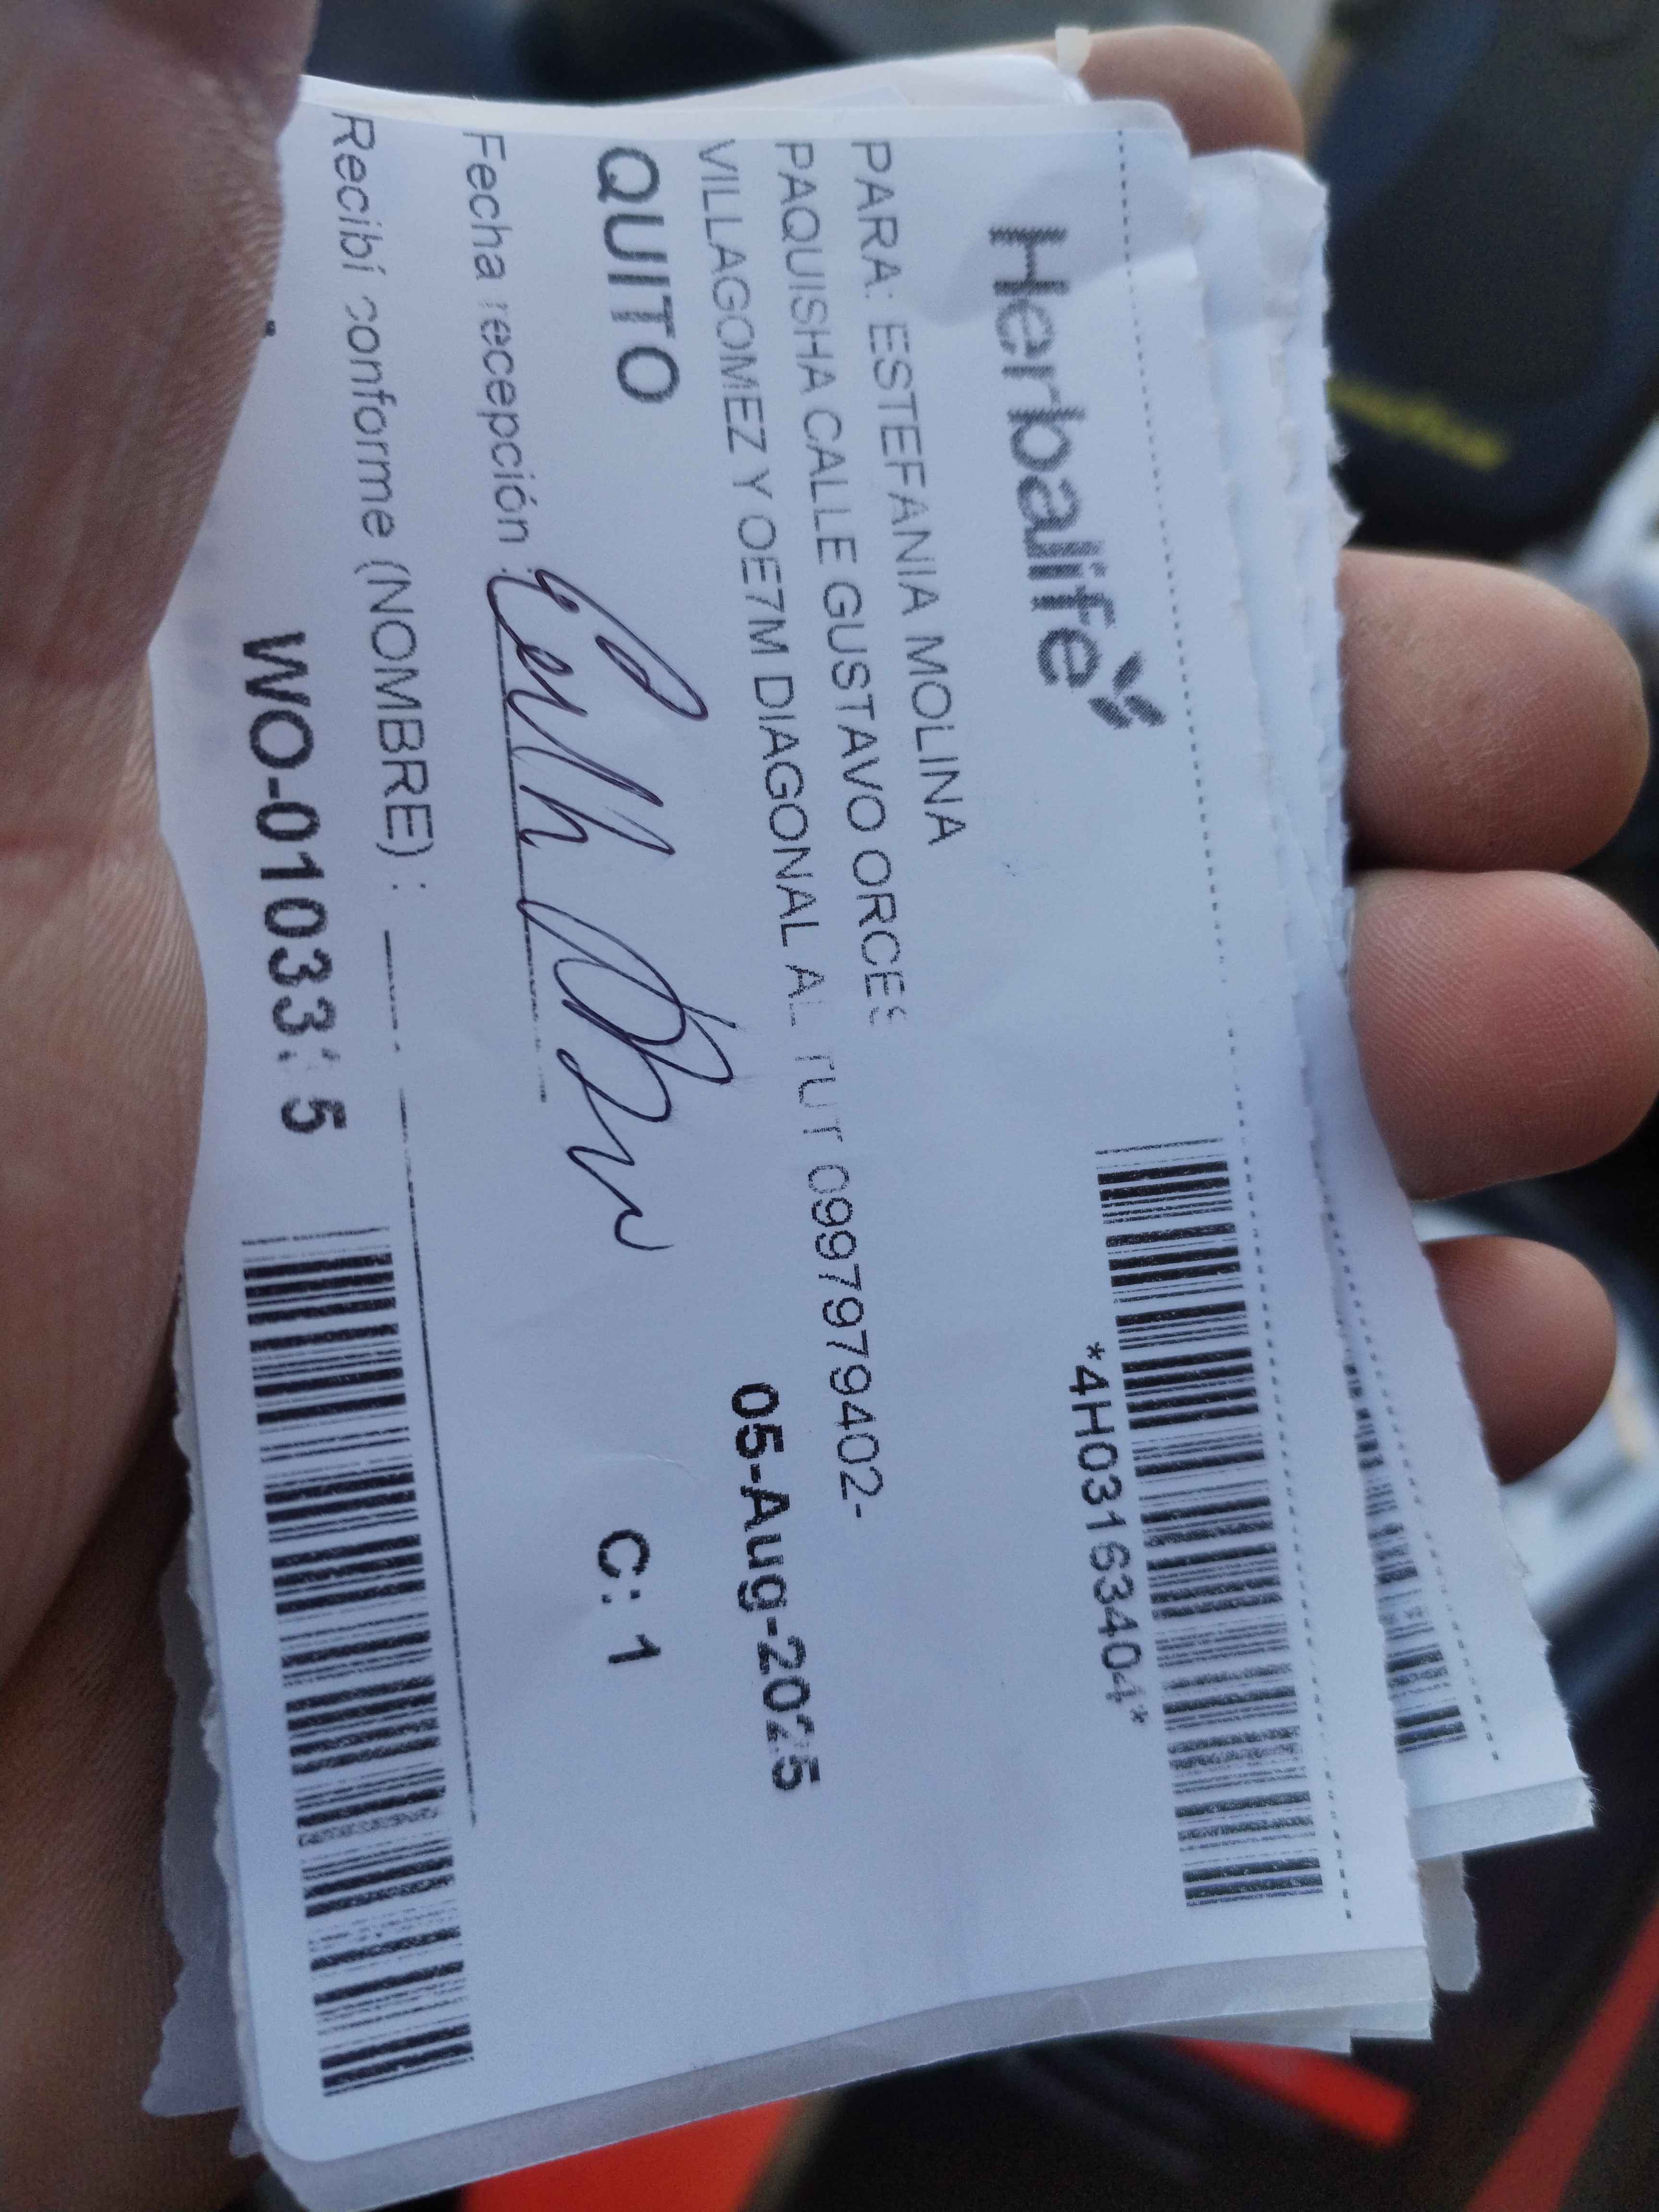 Herbalife
*4H03163404*
PARA: ESTEFANIA MOLINA
PAQUISHA CALLE GUSTAVO ORCES
VILLAGOMEZ Y OE7M DIAGONAL AL TUT 0997979402-
05-Aug-2025
QUITO
C: 1
Fecha recepción :
Recibí conforme (NOMBRE) :